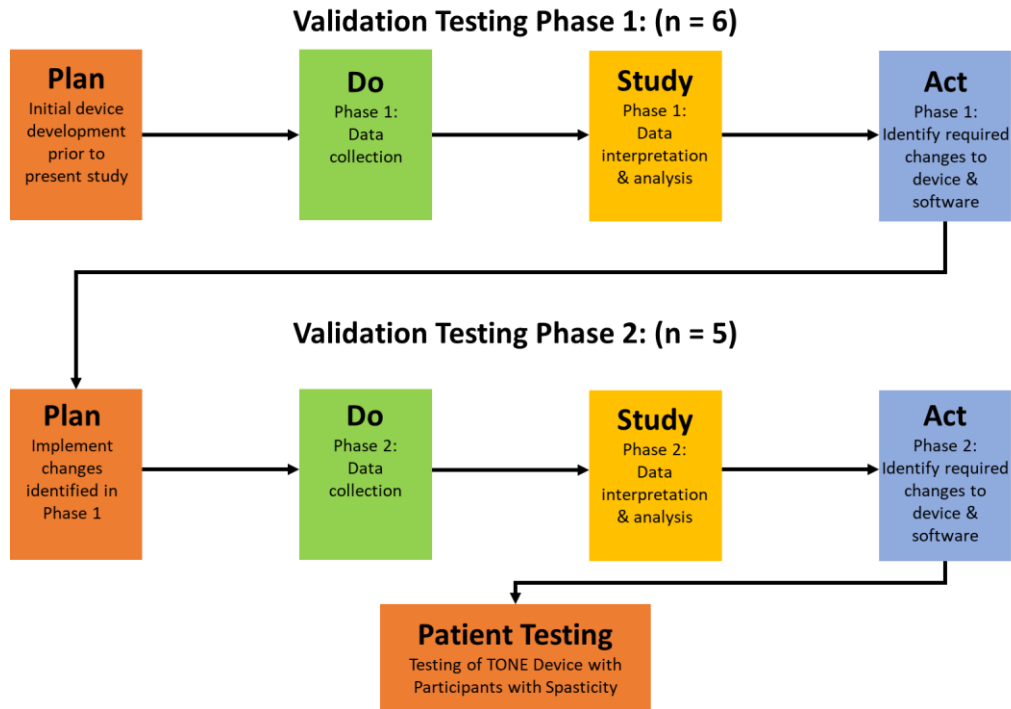 Validation Testing Phase 1: (n = 6)
Plan
Initial device
development
prior to
present study
Do
Phase 1:
Data
collection
Study
Phase 1:
Data
interpretation
& analysis
Act
Phase 1:
Identify required
changes to
device &
software
Validation Testing Phase 2: (n = 5)
Plan
Implement
changes
identified in
Phase 1
Do
Phase 2:
Data
collection
Study
Phase 2:
Data
interpretation
& analysis
Act
Phase 2:
Identify required
changes to
device &
software
Patient Testing
Testing of TONE Device with
Participants with Spasticity